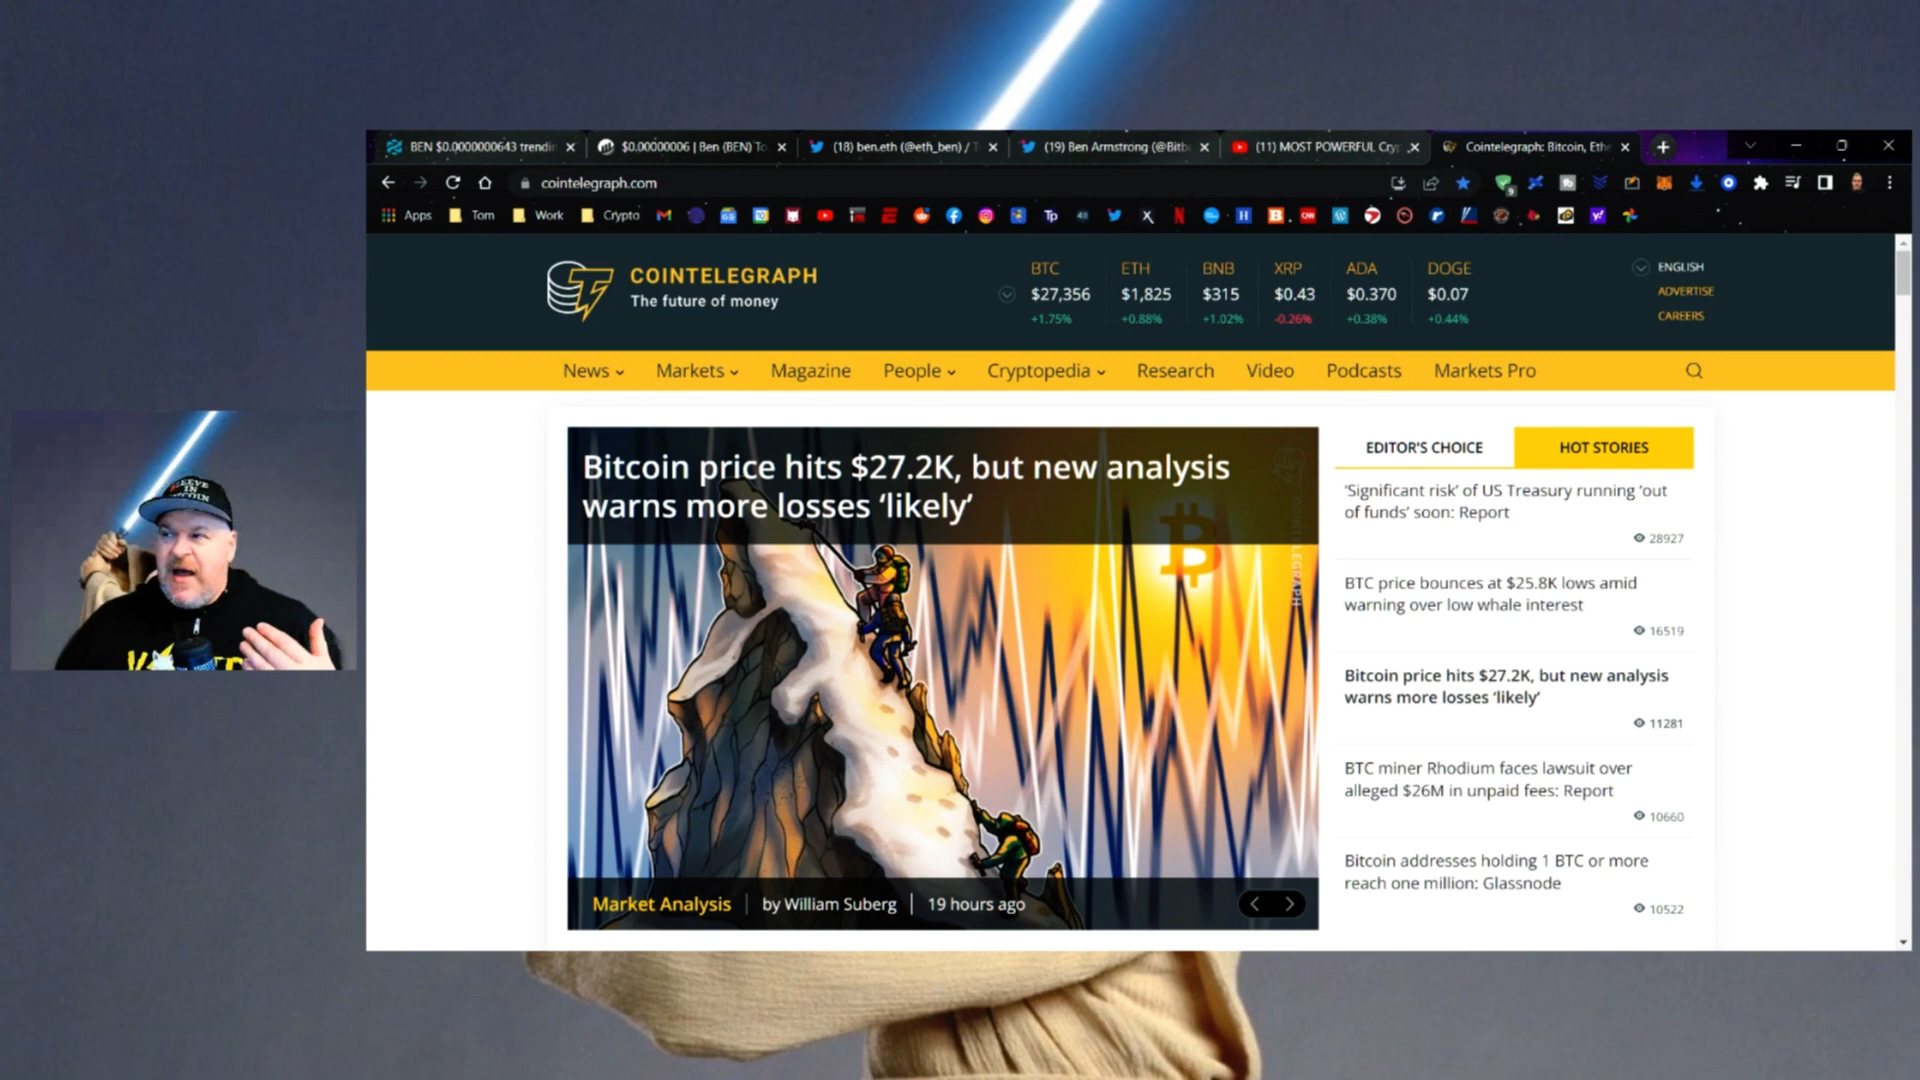 BEN $0.0000000643 trendin
$0.00000006 | Ben (BEN) To
(18) ben.eth (@eth_ben) / T
(19) Ben Armstrong (@Bitb
(11) MOST POWERFUL Cryp
Cointelegraph: Bitcoin, Ethe
cointelegraph.com
Apps
Tom
Work
Crypto
COINTELEGRAPH
The future of money
BTC
$27,356
+1.75%
ETH
$1,825
+0.88%
BNB
$315
+1.02%
XRP
$0.43
-0.26%
ADA
$0.370
+0.38%
DOGE
$0.07
+0.44%
ENGLISH
ADVERTISE
CAREERS
News
Markets
Magazine
People
Cryptopedia
Research
Video
Podcasts
Markets Pro
Bitcoin price hits $27.2K, but new analysis
warns more losses ‘likely’
COINTELEGRAPH
Market Analysis
by William Suberg
19 hours ago
EDITOR'S CHOICE
HOT STORIES
‘Significant risk’ of US Treasury running ‘out
of funds’ soon: Report
28927
BTC price bounces at $25.8K lows amid
warning over low whale interest
16519
Bitcoin price hits $27.2K, but new analysis
warns more losses ‘likely’
11281
BTC miner Rhodium faces lawsuit over
alleged $26M in unpaid fees: Report
10660
Bitcoin addresses holding 1 BTC or more
reach one million: Glassnode
10522